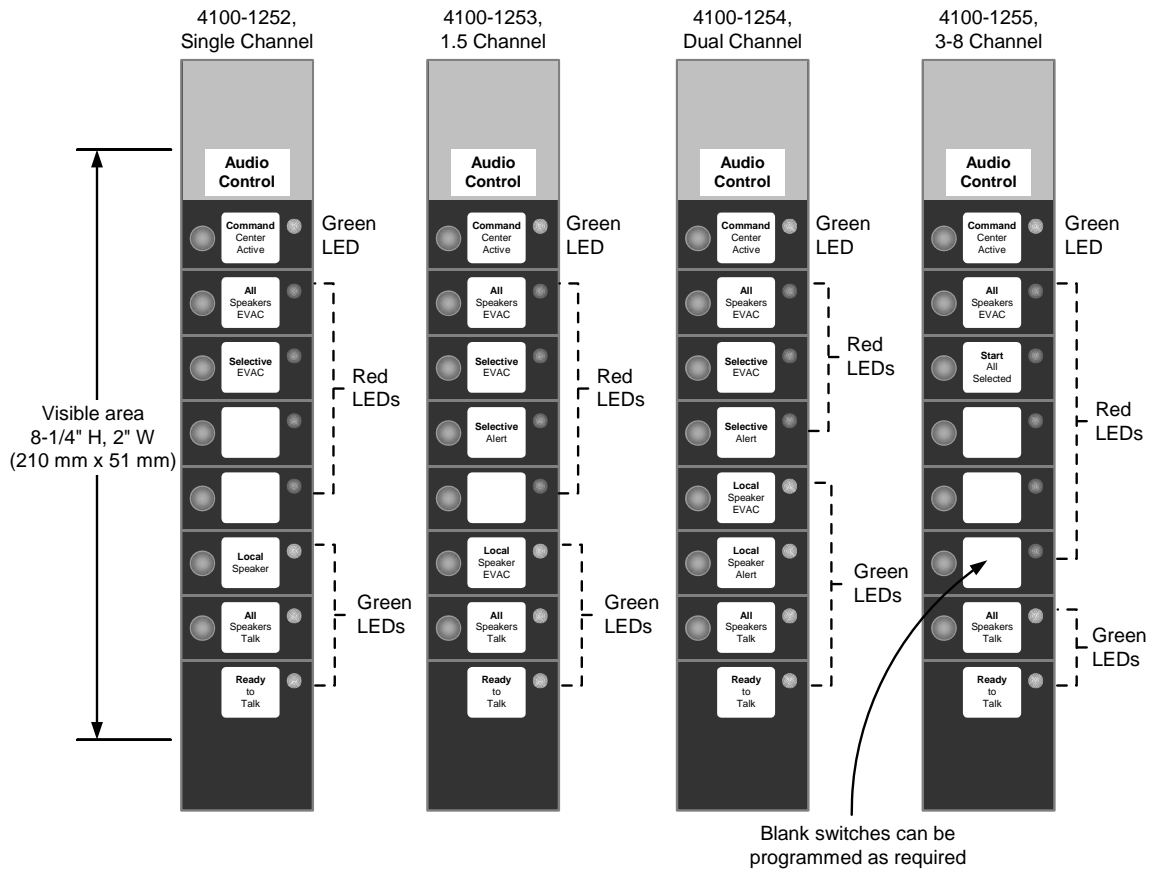 4100-1252,
Single Channel
4100-1253,
1.5 Channel
4100-1254,
Dual Channel
4100-1255,
3-8 Channel
Visible area
8-1/4" H, 2" W
(210 mm x 51 mm)
Audio
Control
Command
Center
Active
Green
LED
All
Speakers
EVAC
Selective
EVAC
Red
LEDs
Local
Speaker
All
Speakers
Talk
Green
LEDs
Ready
to
Talk
Audio
Control
Command
Center
Active
Green
LED
All
Speakers
EVAC
Selective
EVAC
Red
LEDs
Selective
Alert
Local
Speaker
EVAC
All
Speakers
Talk
Green
LEDs
Ready
to
Talk
Audio
Control
Command
Center
Active
Green
LED
All
Speakers
EVAC
Selective
EVAC
Red
LEDs
Selective
Alert
Local
Speaker
EVAC
Local
Speaker
Alert
Green
LEDs
All
Speakers
Talk
Ready
to
Talk
Audio
Control
Command
Center
Active
Green
LED
All
Speakers
EVAC
Start
All
Selected
Red
LEDs
All
Speakers
Talk
Green
LEDs
Ready
to
Talk
Blank switches can be
programmed as required